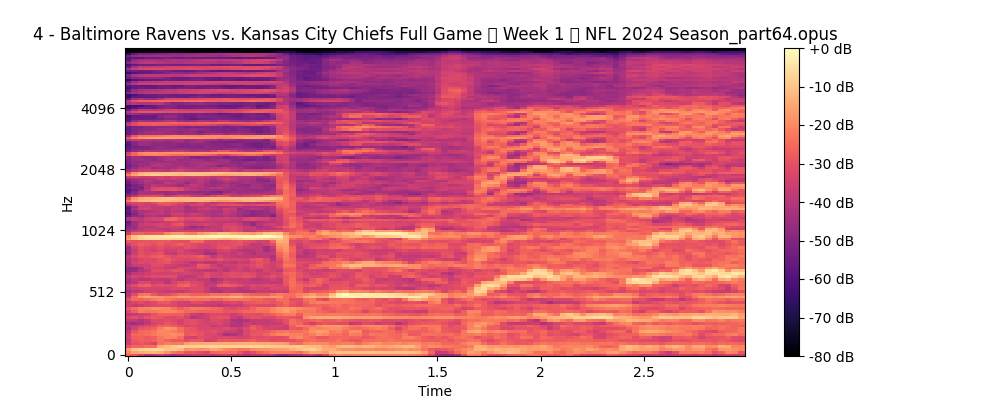 4 - Baltimore Ravens vs. Kansas City Chiefs Full Game ▯ Week 1 ▯ NFL 2024 Season_part64.opus
+0 dB
-10 dB
-20 dB
-30 dB
-40 dB
-50 dB
-60 dB
-70 dB
-80 dB
4096
2048
1024
512
0
Hz
0
0.5
1
1.5
2
2.5
Time